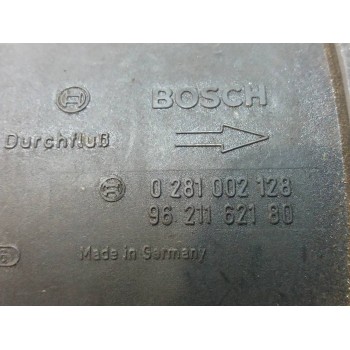 BOSCH
Durchfluß
0 281 002 128
96 211 621 80
Made in Germany